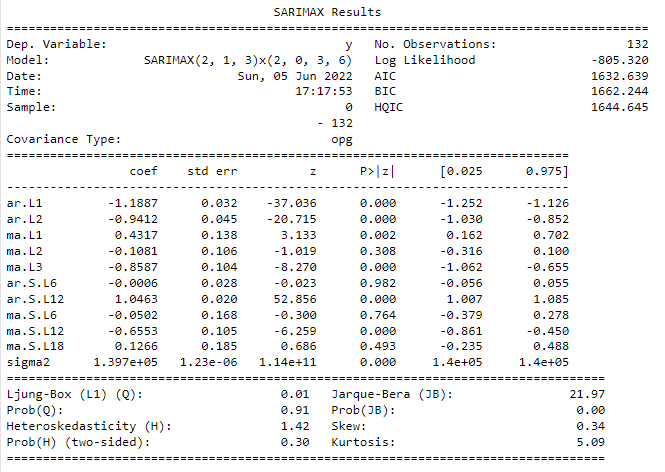 SARIMAX Results
==========================================================================================
Dep. Variable: y No. Observations: 132
Model: SARIMAX(2, 1, 3)x(2, 0, 3, 6) Log Likelihood -805.320
Date: Sun, 05 Jun 2022 AIC 1632.639
Time: 17:17:53 BIC 1662.244
Sample: 0 HQIC 1644.645
- 132
Covariance Type: opg
==============================================================================
coef std err z P>|z| [0.025 0.975]
------------------------------------------------------------------------------
ar.L1 -1.1887 0.032 -37.036 0.000 -1.252 -1.126
ar.L2 -0.9412 0.045 -20.715 0.000 -1.030 -0.852
ma.L1 0.4317 0.138 3.133 0.002 0.162 0.702
ma.L2 -0.1081 0.106 -1.019 0.308 -0.316 0.100
ma.L3 -0.8587 0.104 -8.270 0.000 -1.062 -0.655
ar.S.L6 -0.0006 0.028 -0.023 0.982 -0.056 0.055
ar.S.L12 1.0463 0.020 52.856 0.000 1.007 1.085
ma.S.L6 -0.0502 0.168 -0.300 0.764 -0.379 0.278
ma.S.L12 -0.6553 0.105 -6.259 0.000 -0.861 -0.450
ma.S.L18 0.1266 0.185 0.686 0.493 -0.235 0.488
sigma2 1.397e+05 1.23e-06 1.14e+11 0.000 1.4e+05 1.4e+05
===================================================================================
Ljung-Box (L1) (Q): 0.01 Jarque-Bera (JB): 21.97
Prob(Q): 0.91 Prob(JB): 0.00
Heteroskedasticity (H): 1.42 Skew: 0.34
Prob(H) (two-sided): 0.30 Kurtosis: 5.09
===================================================================================